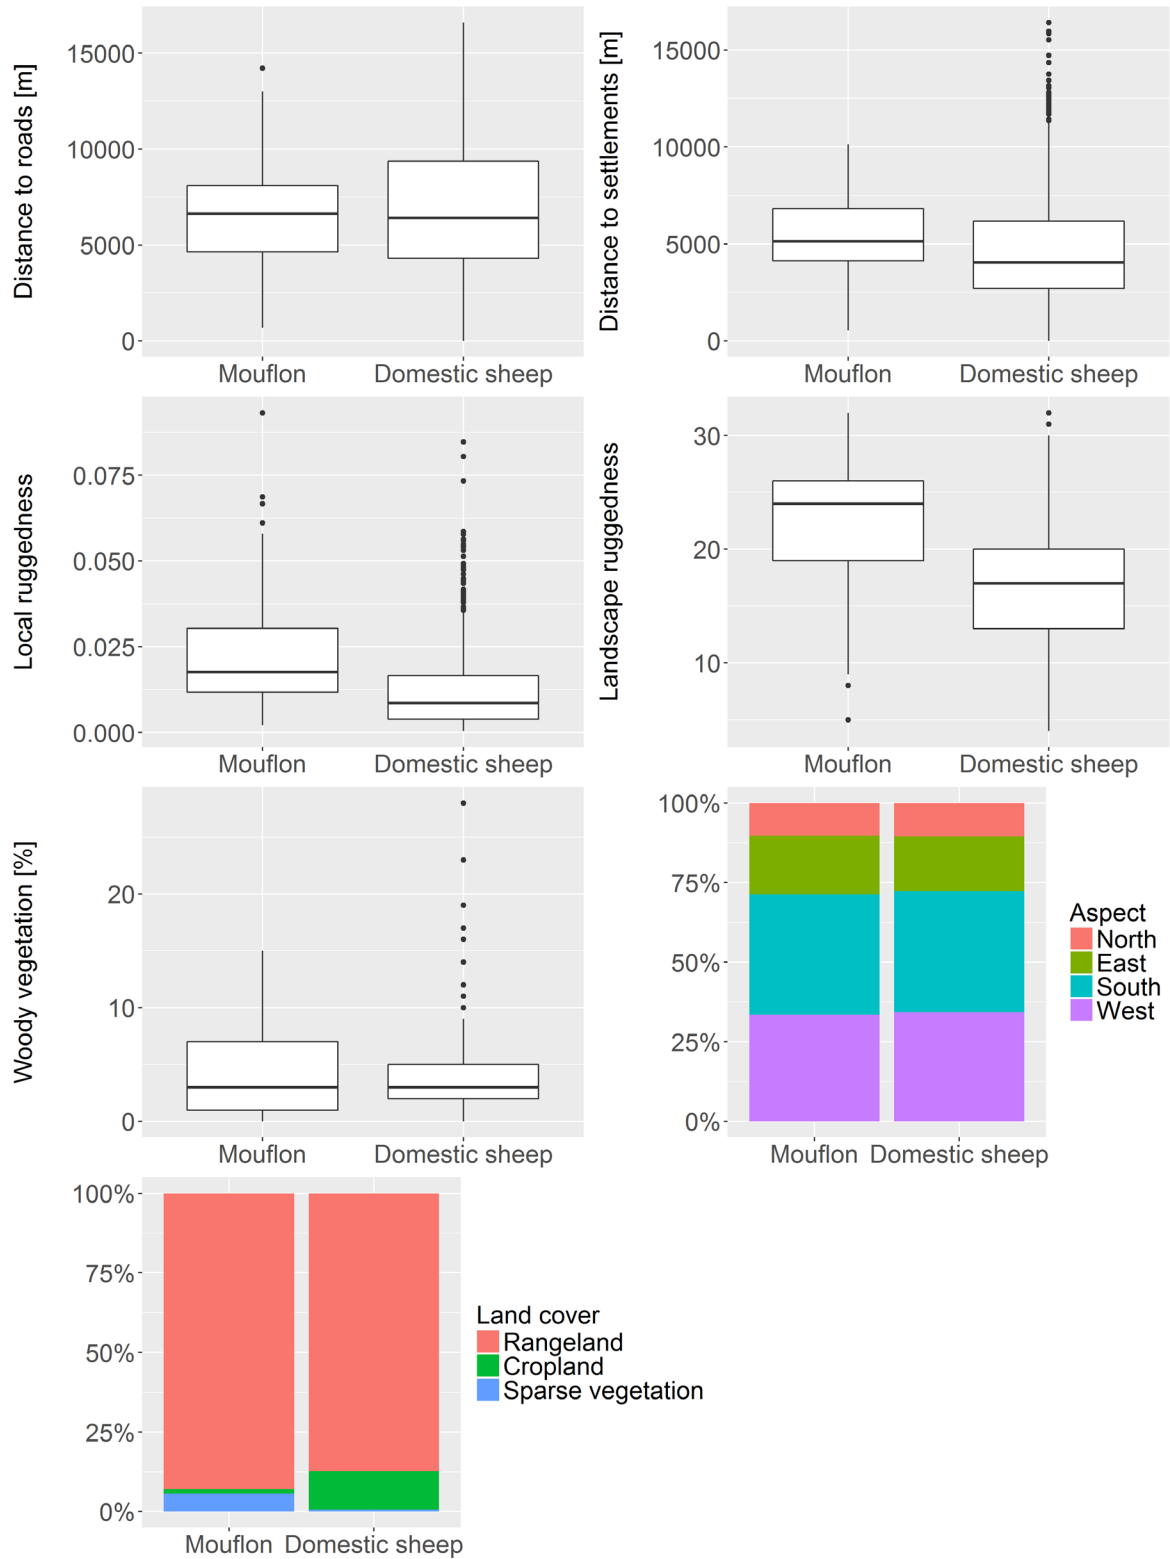 Distance to roads [m]
15000
10000
5000
0
Mouflon
Domestic sheep
Distance to settlements [m]
15000
10000
5000
0
Mouflon
Domestic sheep
Local ruggedness
0.075
0.050
0.025
0.000
Mouflon
Domestic sheep
Landscape ruggedness
30
20
10
Mouflon
Domestic sheep
Woody vegetation [%]
20
10
0
Mouflon
Domestic sheep
100%
75%
50%
25%
0%
Mouflon
Domestic sheep
Aspect
North
East
South
West
100%
75%
50%
25%
0%
Mouflon
Domestic sheep
Land cover
Rangeland
Cropland
Sparse vegetation